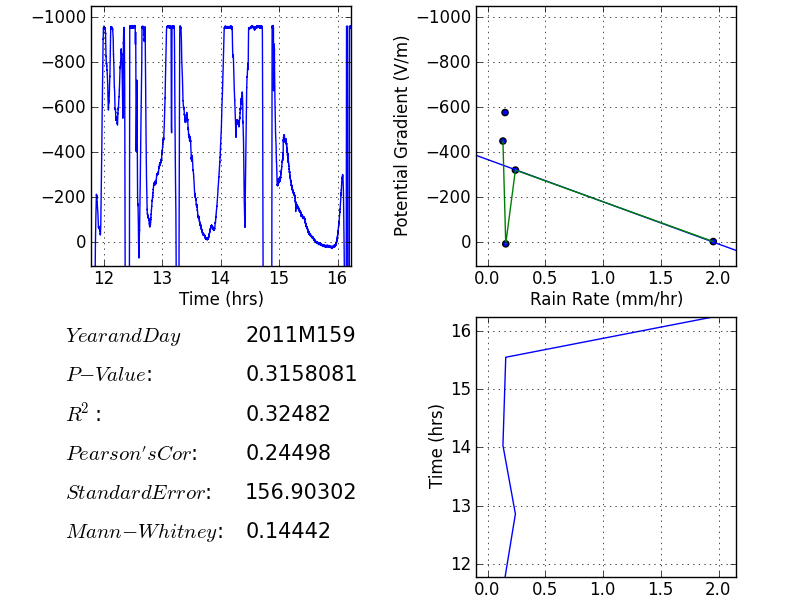 −1000
−800
−600
−400
−200
0
12 13 14 15 16
Time (hrs)
Potential Gradient (V/m)
−1000
−800
−600
−400
−200
0
0.0 0.5 1.0 1.5 2.0
Rain Rate (mm/hr)
YearandDay 2011M159
P−Value: 0.3158081
R²: 0.32482
Pearson'sCor: 0.24498
StandardError: 156.90302
Mann−Whitney: 0.14442
Time (hrs)
16
15
14
13
12
0.0 0.5 1.0 1.5 2.0